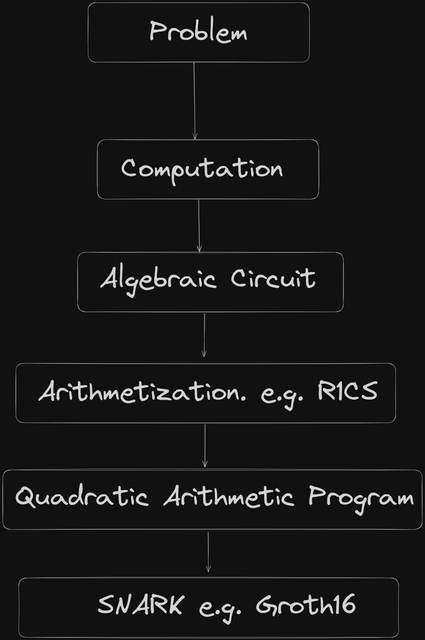 Problem
Computation
Algebraic Circuit
Arithmetization. e.g. R1CS
Quadratic Arithmetic Program
SNARK e.g. Groth16